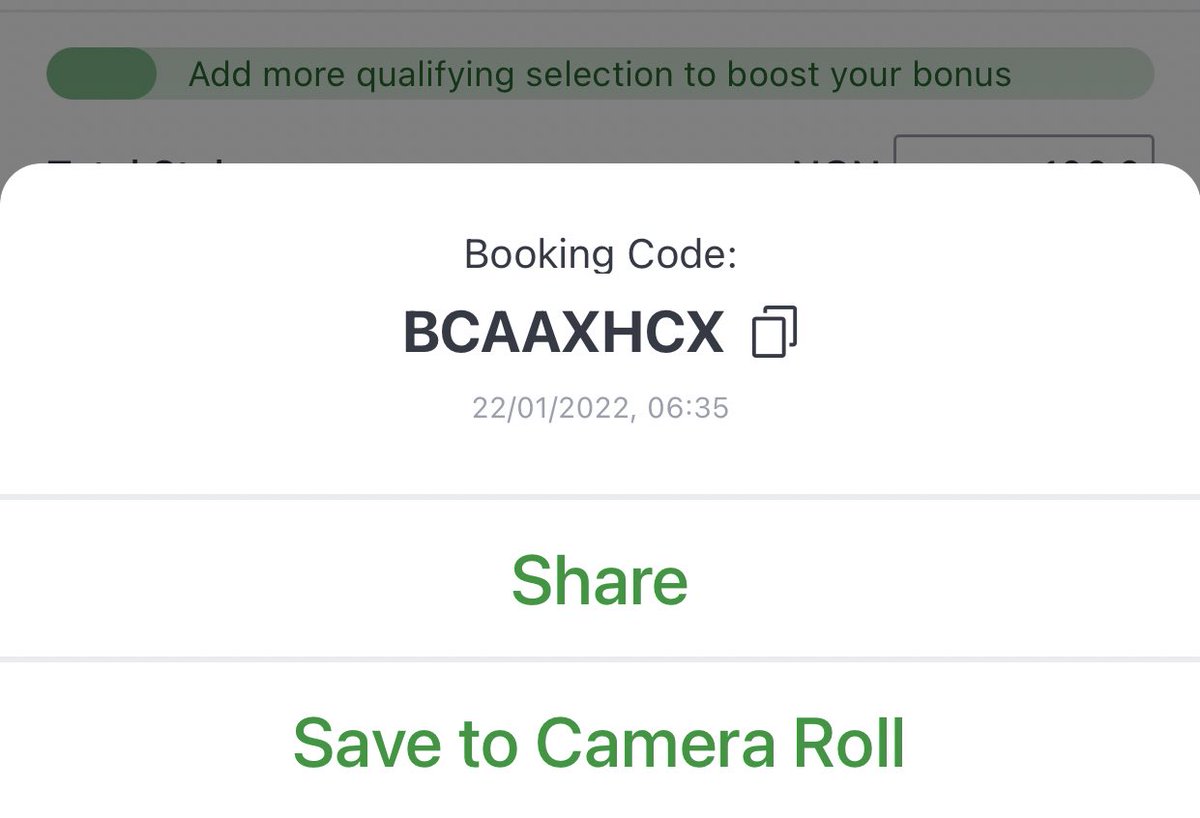 Add more qualifying selection to boost your bonus
Booking Code:
BCAAXHCX
22/01/2022, 06:35
Share
Save to Camera Roll